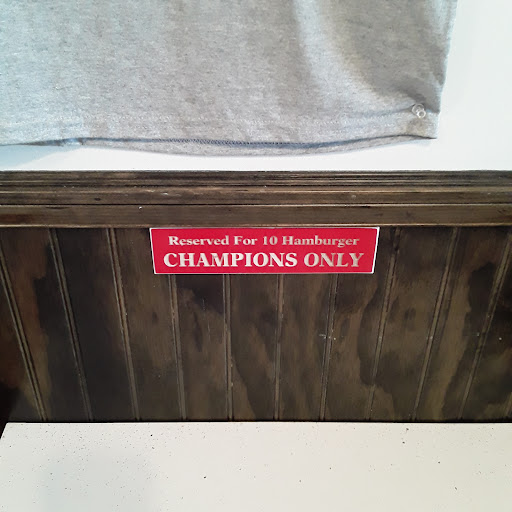 Reserved For 10 Hamburger
CHAMPIONS ONLY